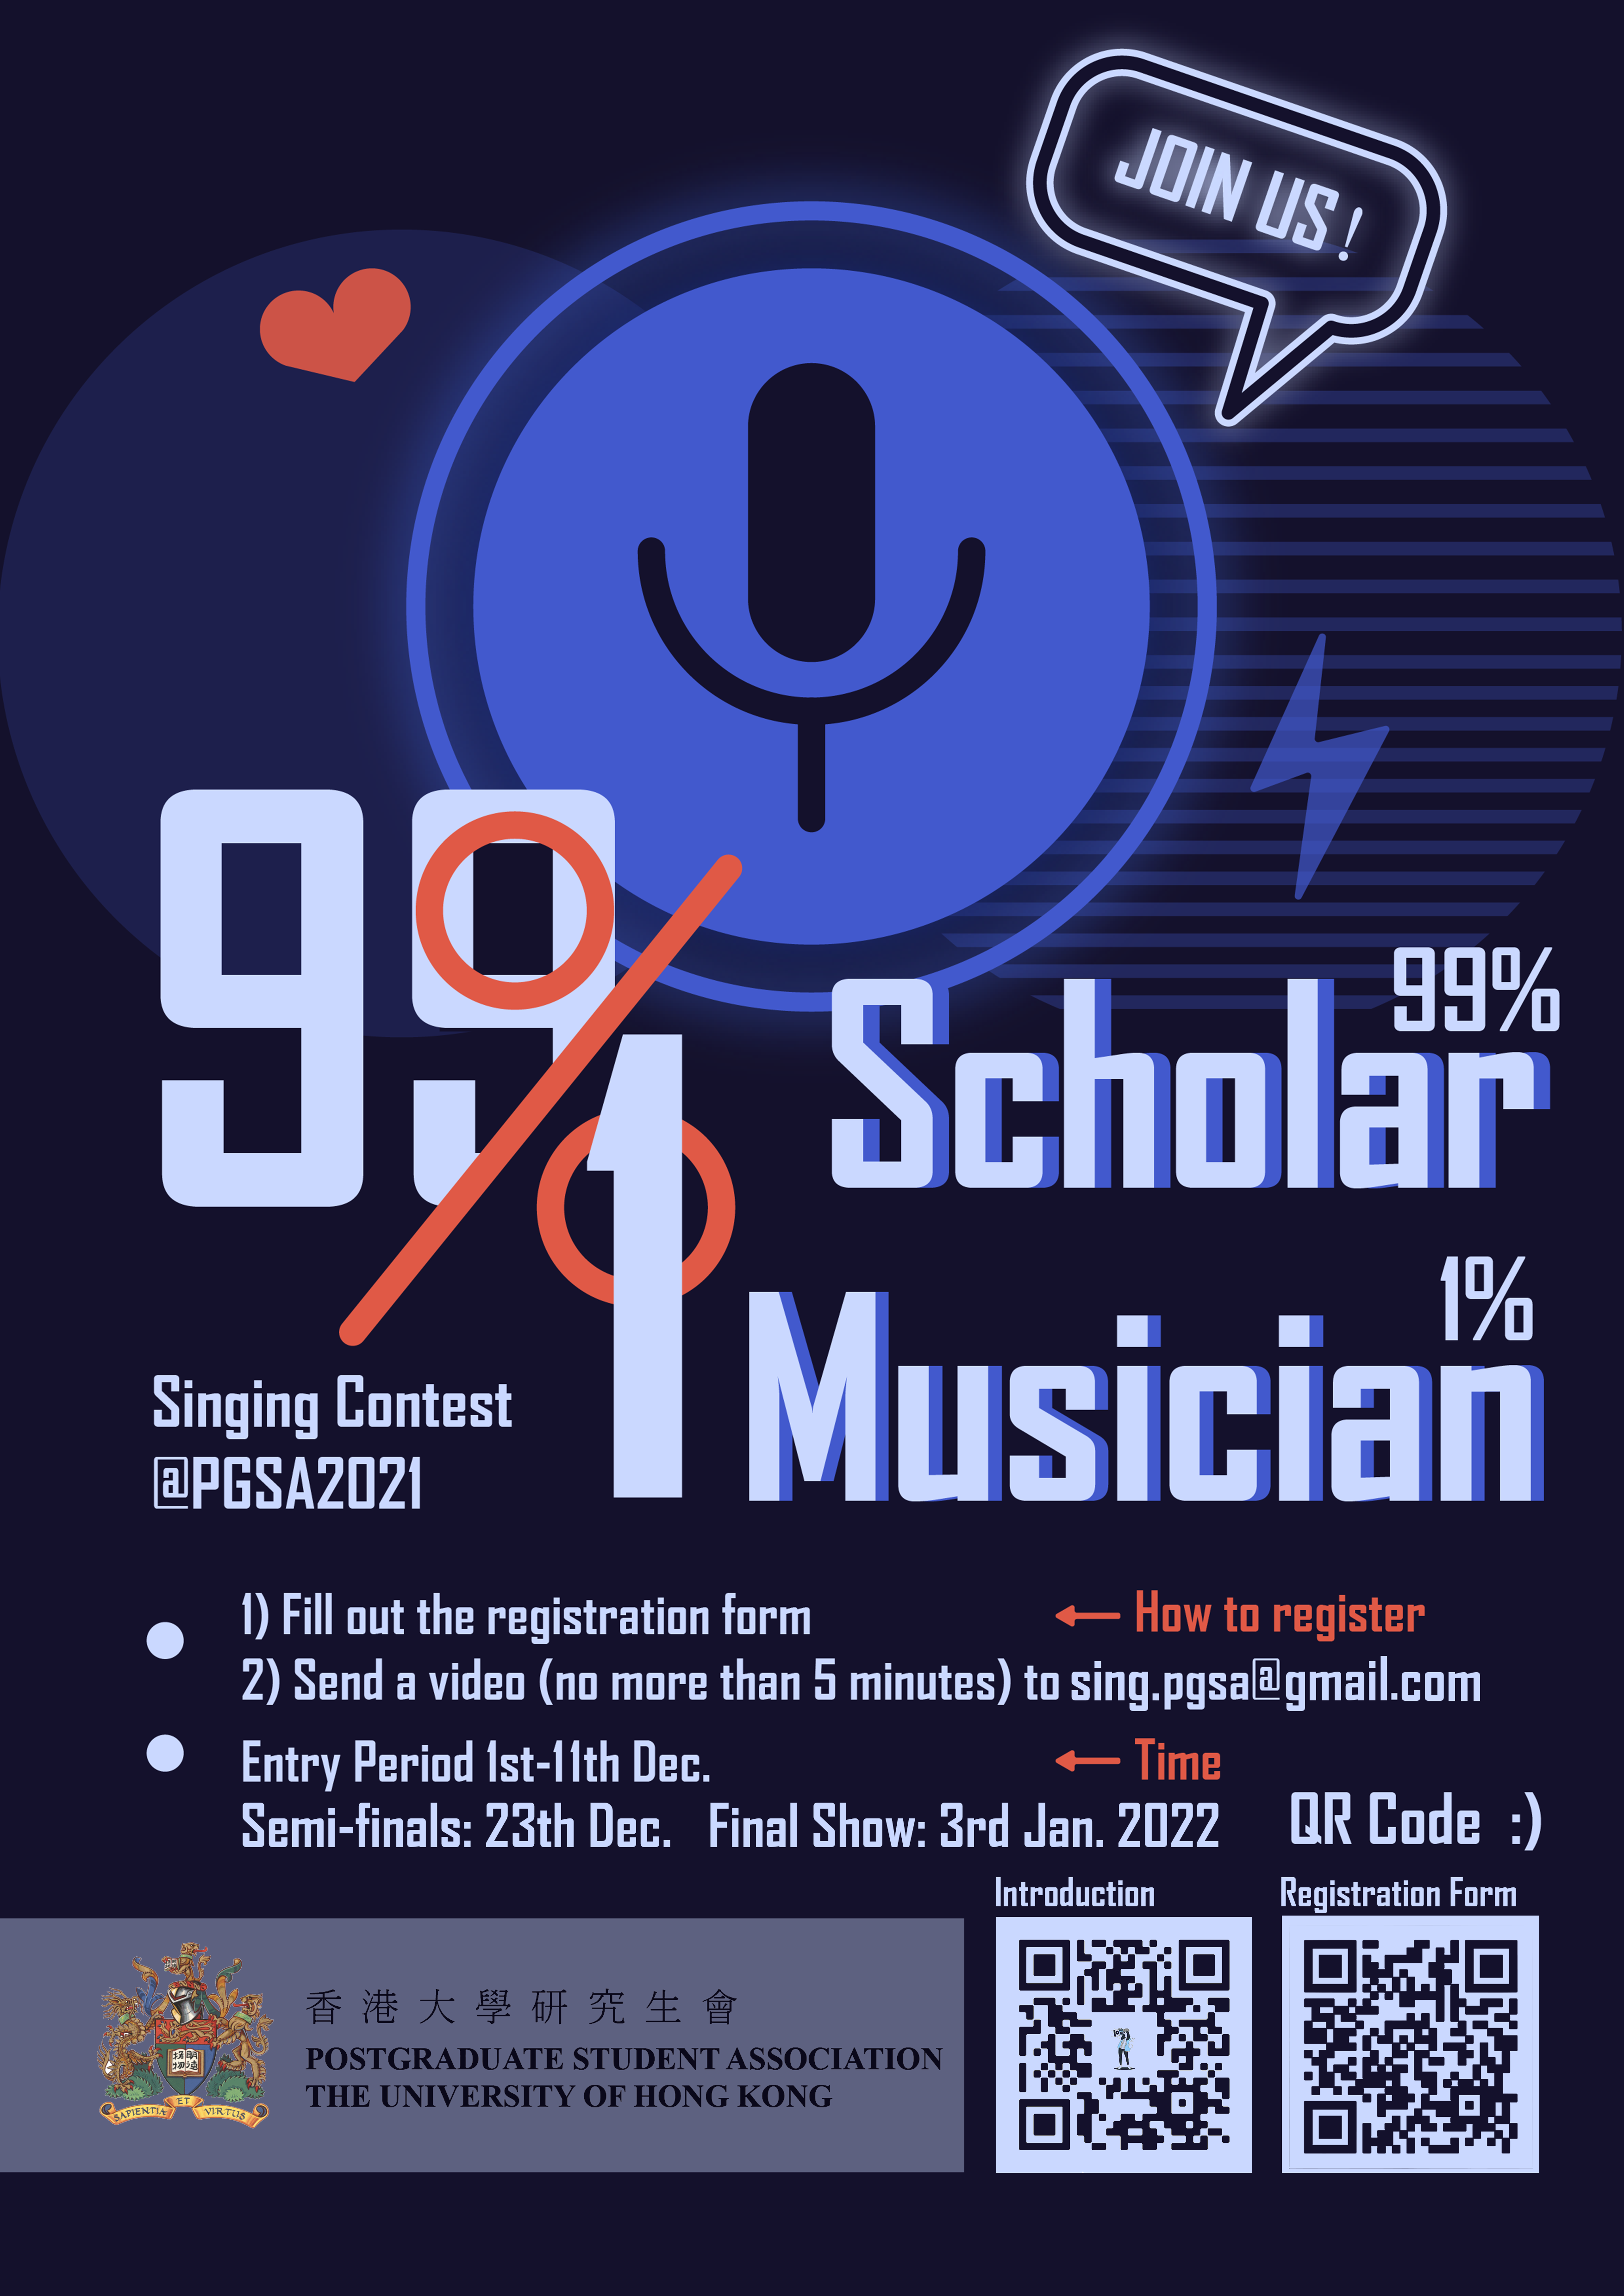 JOIN US !
99% 1
99%
Scholar
1%
Musician
Singing Contest
@PGSA2021
1) Fill out the registration form
How to register
2) Send a video (no more than 5 minutes) to sing.pgsa@gmail.com
Entry Period 1st-11th Dec.
Time
Semi-finals: 23th Dec. Final Show: 3rd Jan. 2022
QR Code :)
Introduction
Registration Form
香港大學研究生會
POSTGRADUATE STUDENT ASSOCIATION
THE UNIVERSITY OF HONG KONG
SAPIENTIA ET VIRTUS